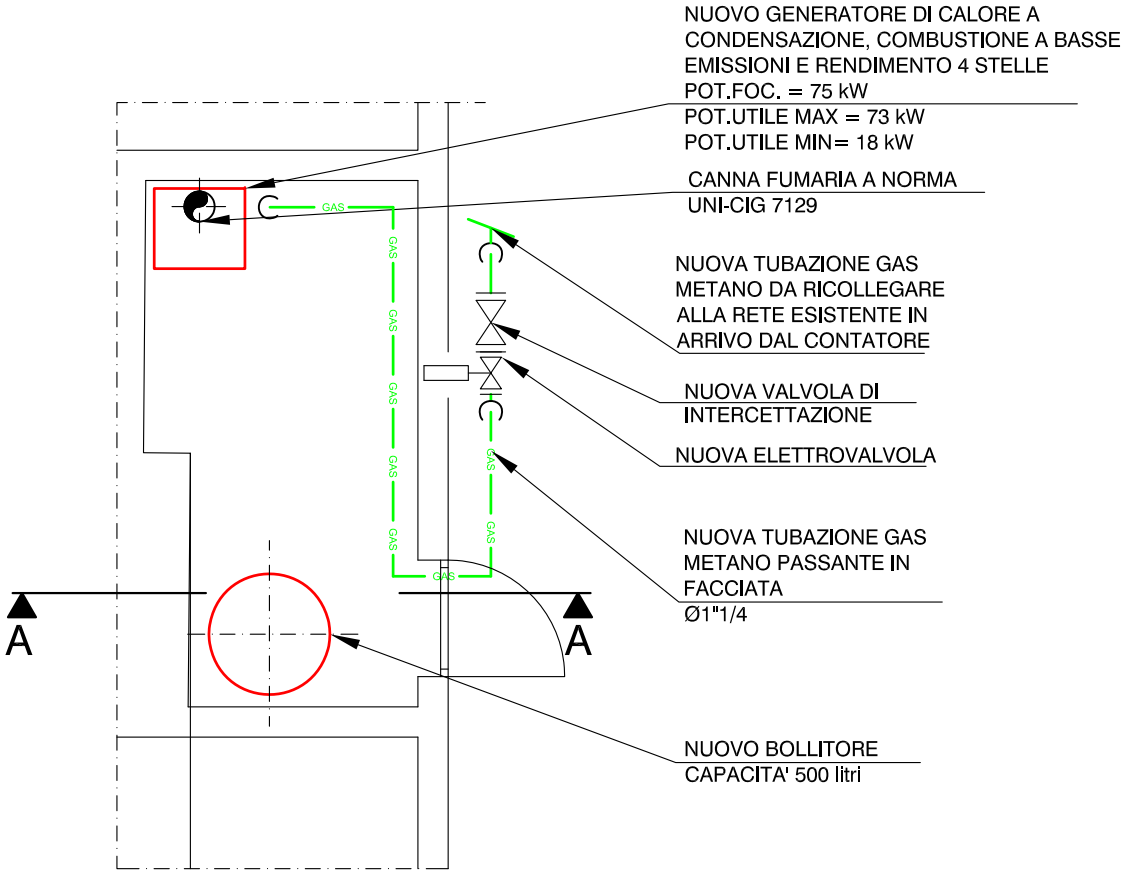 NUOVO GENERATORE DI CALORE A
CONDENSAZIONE, COMBUSTIONE A BASSE
EMISSIONI E RENDIMENTO 4 STELLE
POT.FOC. = 75 kW
POT.UTILE MAX = 73 kW
POT.UTILE MIN= 18 kW
CANNA FUMARIA A NORMA
UNI-CIG 7129
NUOVA TUBAZIONE GAS
METANO DA RICOLLEGARE
ALLA RETE ESISTENTE IN
ARRIVO DAL CONTATORE
NUOVA VALVOLA DI
INTERCETTAZIONE
NUOVA ELETTROVALVOLA
NUOVA TUBAZIONE GAS
METANO PASSANTE IN
FACCIATA
Ø1"1/4
NUOVO BOLLITORE
CAPACITA' 500 litri
GAS
GAS
GAS
GAS
GAS
GAS
GAS
GAS
GAS
A
A